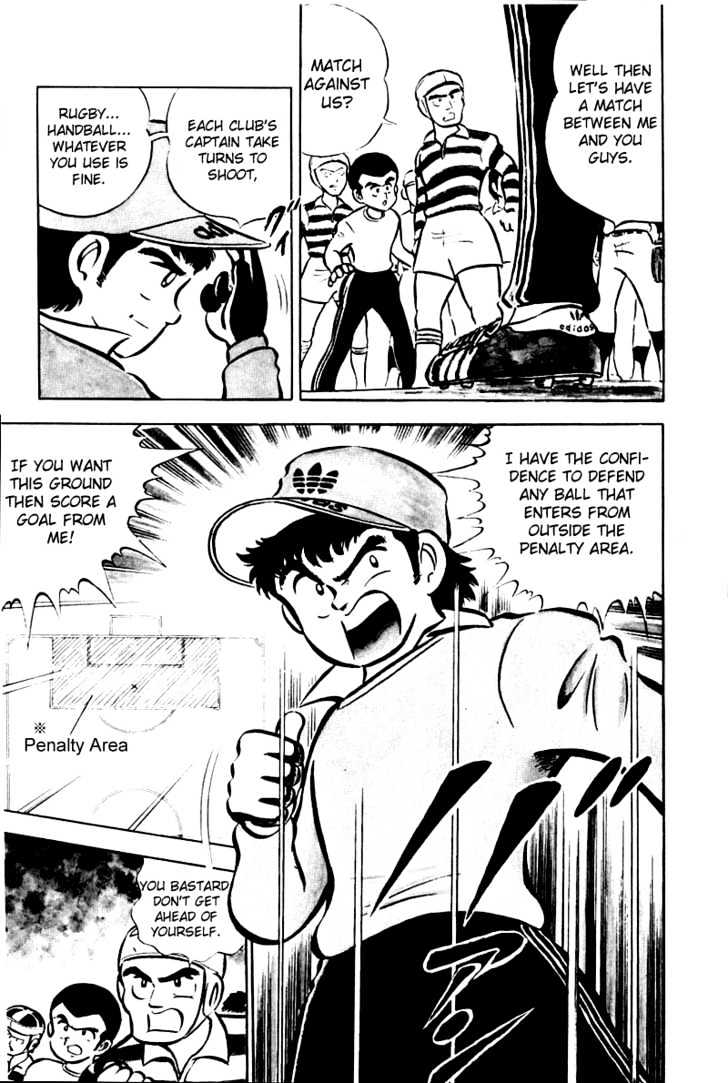 WELL THEN
LET'S HAVE
A MATCH
BETWEEN ME
AND YOU
GUYS.
MATCH
AGAINST
US?
adidas
EACH CLUB'S
CAPTAIN TAKE
TURNS TO
SHOOT,
RUGBY...
HANDBALL...
WHATEVER
YOU USE IS
FINE.
I HAVE THE CONFI-
DENCE TO DEFEND
ANY BALL THAT
ENTERS FROM
OUTSIDE THE
PENALTY AREA.
IF YOU WANT
THIS GROUND
THEN SCORE A
GOAL FROM
ME!
※
Penalty Area
YOU BASTARD
DON'T GET
AHEAD OF
YOURSELF.